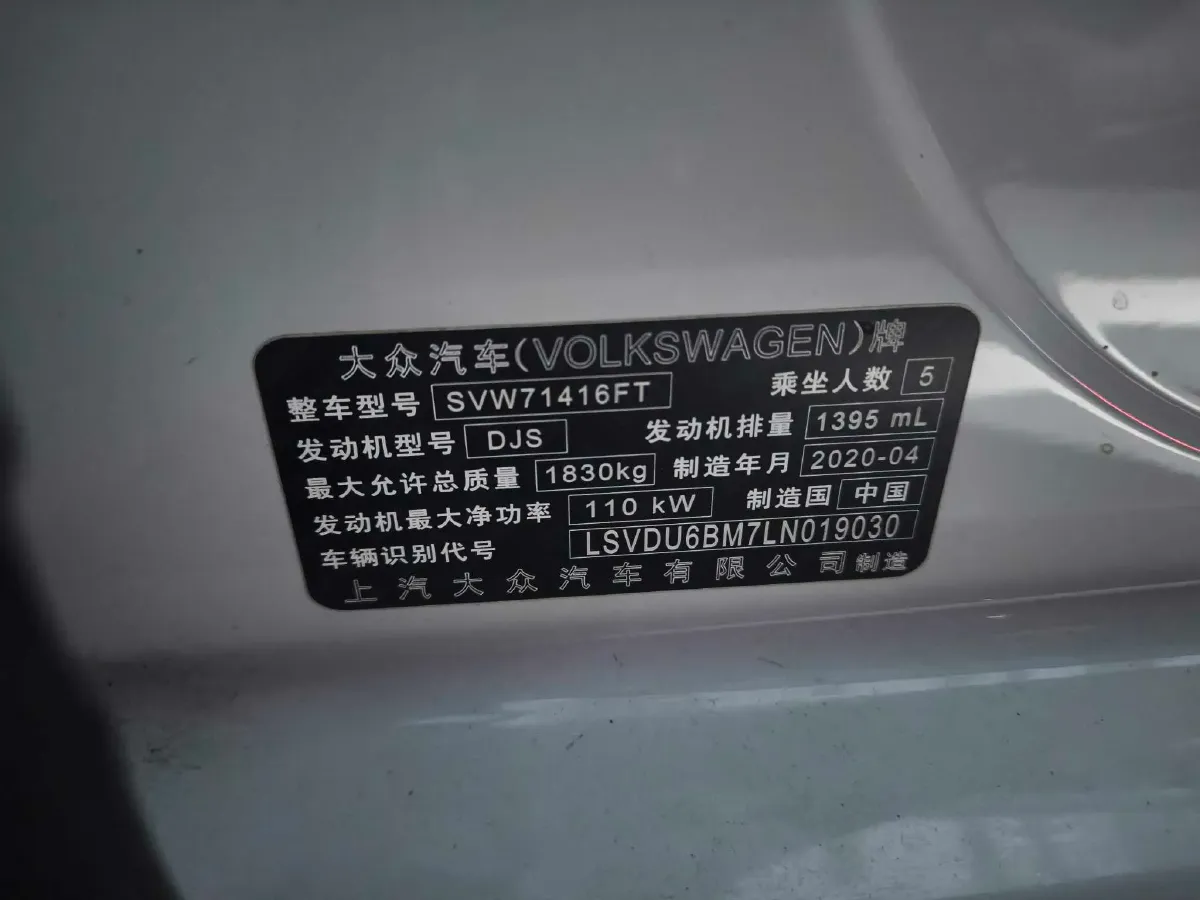 大众汽车(VOLKSWAGEN)牌
整车型号 SVW71416FT 乘坐人数 5
发动机型号 DJS 发动机排量 1395 mL
最大允许总质量 1830kg 制造年月 2020-04
发动机最大净功率 110 kW 制造国 中国
车辆识别代号 LSVDU6BM7LN019030
上汽大众汽车有限公司制造